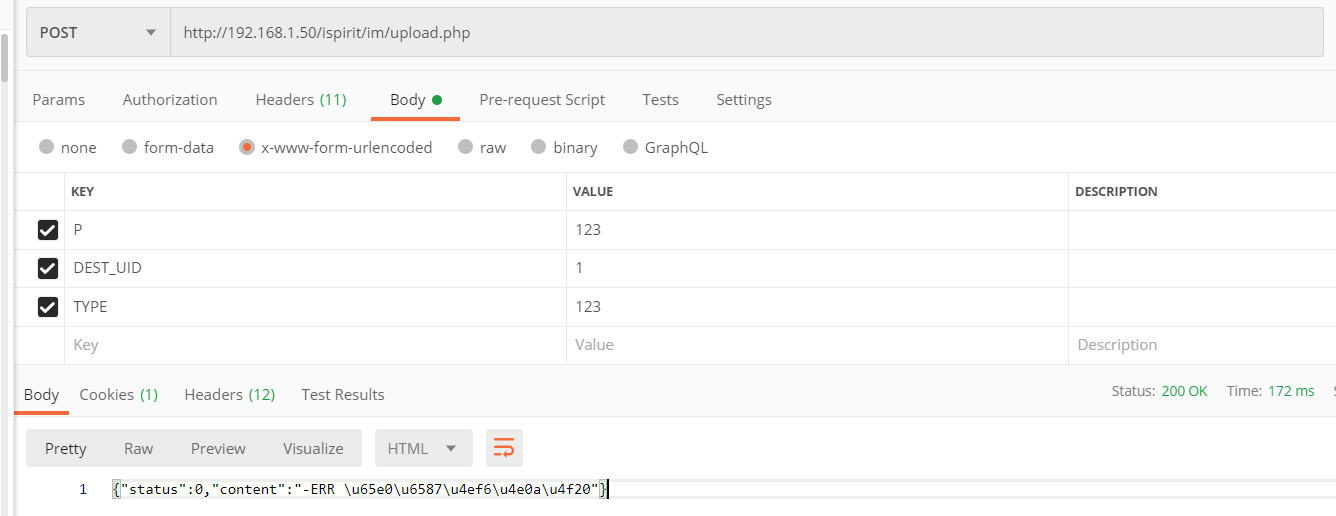 POST http://192.168.1.50/ispirit/im/upload.php
Params Authorization Headers (11) Body Pre-request Script Tests Settings
none form-data x-www-form-urlencoded raw binary GraphQL
KEY VALUE DESCRIPTION
P 123
DEST_UID 1
TYPE 123
Key Value Description
Body Cookies (1) Headers (12) Test Results Status: 200 OK Time: 172 ms
Pretty Raw Preview Visualize HTML
1 {"status":0,"content":"-ERR \u65e0\u6587\u4ef6\u4e0a\u4f20"}